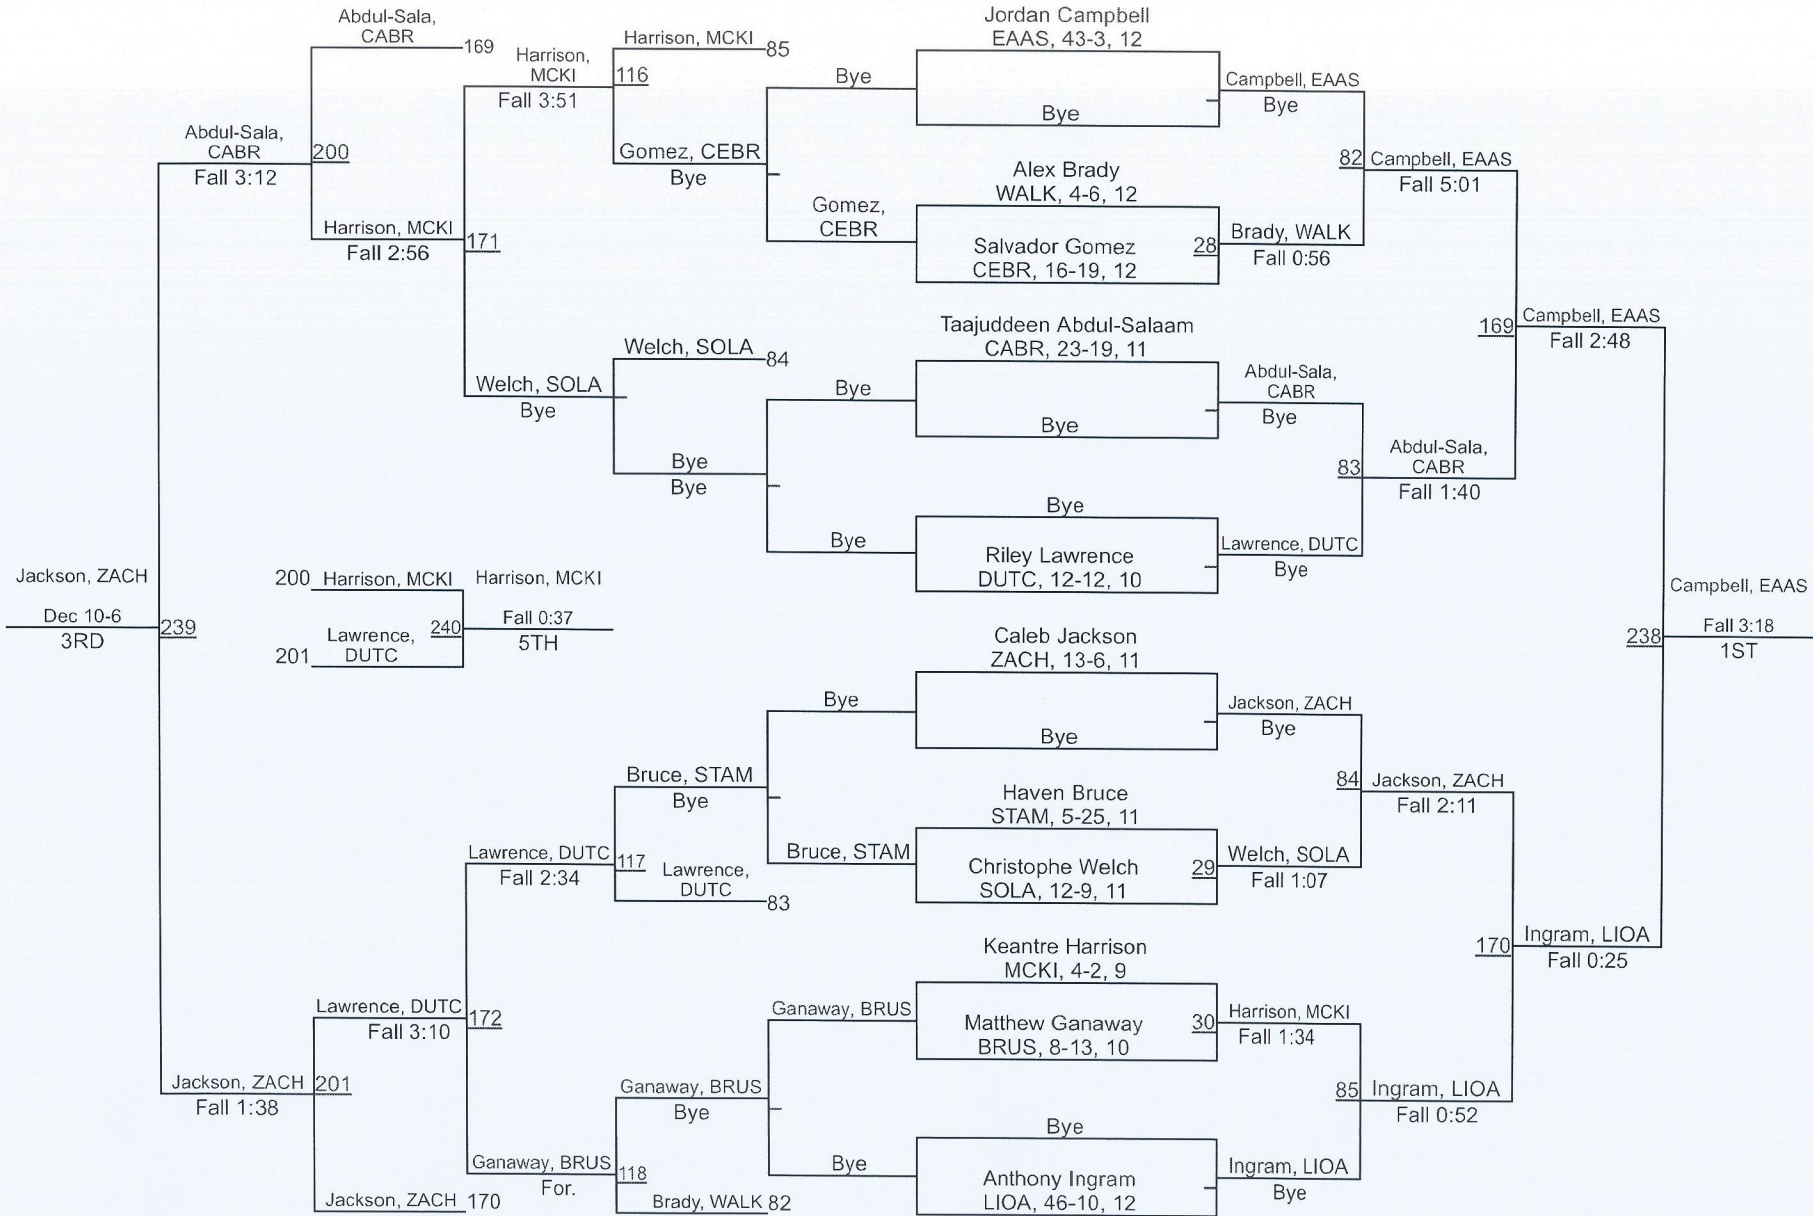 Jordan Campbell
EAAS, 43-3, 12
Bye
Alex Brady
WALK, 4-6, 12
Salvador Gomez
CEBR, 16-19, 12
28
Taajuddeen Abdul-Salaam
CABR, 23-19, 11
Bye
Bye
Riley Lawrence
DUTC, 12-12, 10
Caleb Jackson
ZACH, 13-6, 11
Bye
Haven Bruce
STAM, 5-25, 11
Christophe Welch
SOLA, 12-9, 11
29
Keantre Harrison
MCKI, 4-2, 9
Matthew Ganaway
BRUS, 8-13, 10
30
Bye
Anthony Ingram
LIOA, 46-10, 12
Campbell, EAAS
Bye
82
Brady, WALK
Fall 0:56
Abdul-Sala,
CABR
Bye
83
Lawrence, DUTC
Bye
Jackson, ZACH
Bye
84
Welch, SOLA
Fall 1:07
Harrison, MCKI
Fall 1:34
85
Ingram, LIOA
Bye
Campbell, EAAS
Fall 5:01
169
Abdul-Sala,
CABR
Fall 1:40
Jackson, ZACH
Fall 2:11
170
Ingram, LIOA
Fall 0:52
Campbell, EAAS
Fall 2:48
238
Ingram, LIOA
Fall 0:25
Campbell, EAAS
Fall 3:18
1ST
Bye
Gomez,
CEBR
Bye
Bye
Bye
Bruce, STAM
Ganaway, BRUS
Bye
Harrison, MCKI
85
116
Gomez, CEBR
Bye
Welch, SOLA
84
Bye
Bye
Bruce, STAM
Bye
117
Lawrence,
DUTC
83
Ganaway, BRUS
Bye
118
Brady, WALK
82
Harrison,
MCKI
Fall 3:51
171
Welch, SOLA
Bye
Lawrence, DUTC
Fall 2:34
172
Ganaway, BRUS
For.
Abdul-Sala,
CABR
169
200
Harrison, MCKI
Fall 2:56
Lawrence, DUTC
Fall 3:10
201
Jackson, ZACH
170
Abdul-Sala,
CABR
Fall 3:12
239
Jackson, ZACH
Fall 1:38
Jackson, ZACH
Dec 10-6
3RD
200
Harrison, MCKI
240
201
Lawrence,
DUTC
Harrison, MCKI
Fall 0:37
5TH